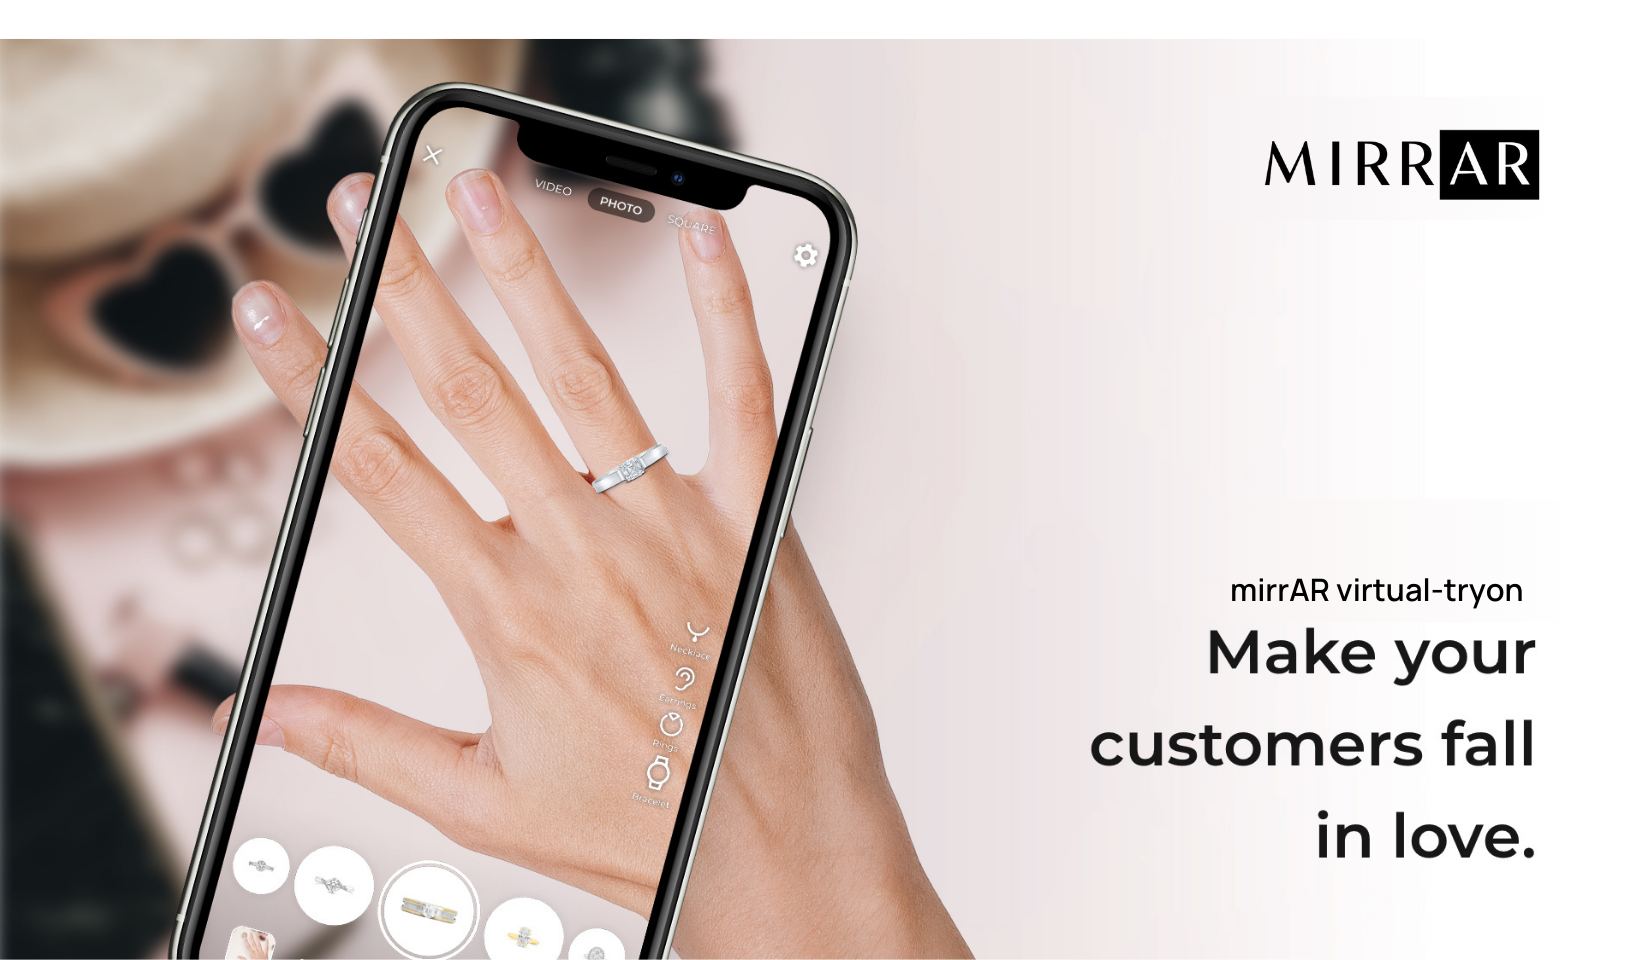 MIRRAR
VIDEO
PHOTO
SQUARE
Necklace
Earrings
Rings
Bracelet
mirrAR virtual-tryon
Make your
customers fall
in love.